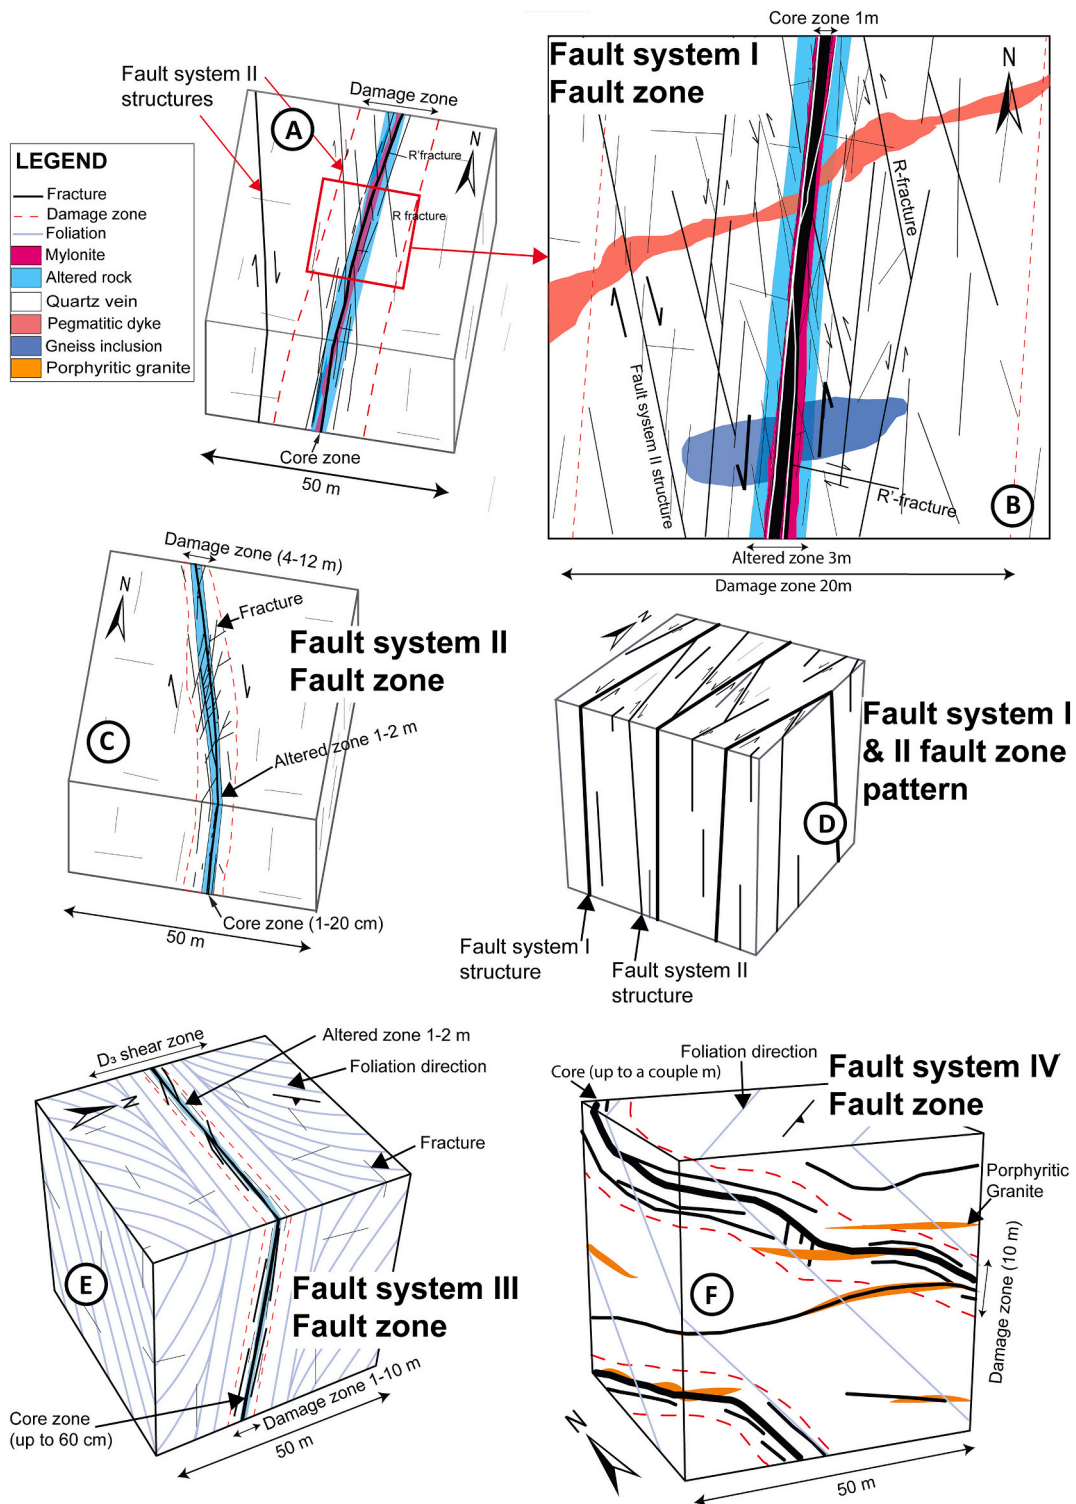 Fault system II
structures
A
Damage zone
N
R'fracture
R fracture
Core zone
50 m
LEGEND
Fracture
Damage zone
Foliation
Mylonite
Altered rock
Quartz vein
Pegmatitic dyke
Gneiss inclusion
Porphyritic granite
Core zone 1m
Fault system I
Fault zone
N
R-fracture
Fault system II structure
R'-fracture
B
Altered zone 3m
Damage zone 20m
Damage zone (4-12 m)
N
Fracture
Fault system II
Fault zone
C
Altered zone 1-2 m
Core zone (1-20 cm)
50 m
N
Fault system I
& II fault zone
pattern
D
Fault system I
structure
Fault system II
structure
D₃ shear zone
Altered zone 1-2 m
Foliation direction
N
Fracture
E
Fault system III
Fault zone
Core zone
(up to 60 cm)
Damage zone 1-10 m
50 m
Foliation direction
Core (up to a couple m)
Fault system IV
Fault zone
Porphyritic
Granite
Damage zone (10 m)
F
N
50 m